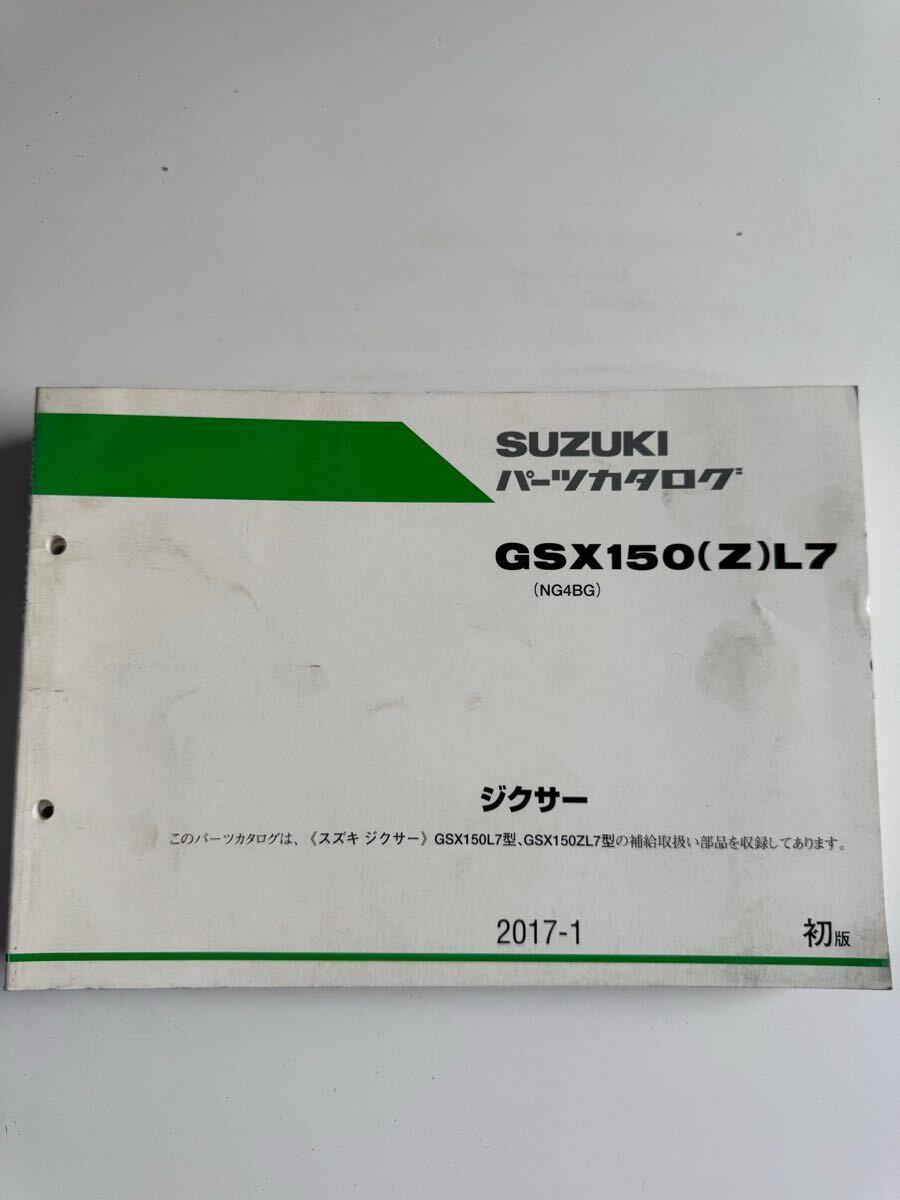 SUZUKI
パーツカタログ
GSX150(Z)L7
(NG4BG)
ジクサー
このパーツカタログは、《スズキ ジクサー》GSX150L7型、GSX150ZL7型の補給取扱い部品を収録してあります。
2017-1 初版